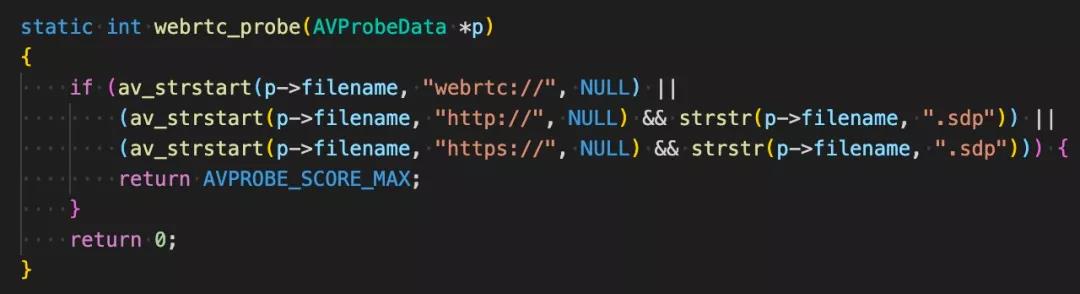 static int webrtc_probe(AVProbeData *p)
{
    if (av_strstart(p->filename, "webrtc://", NULL) ||
        (av_strstart(p->filename, "http://", NULL) && strstr(p->filename, ".sdp")) ||
        (av_strstart(p->filename, "https://", NULL) && strstr(p->filename, ".sdp"))) {
        return AVPROBE_SCORE_MAX;
    }
    return 0;
}